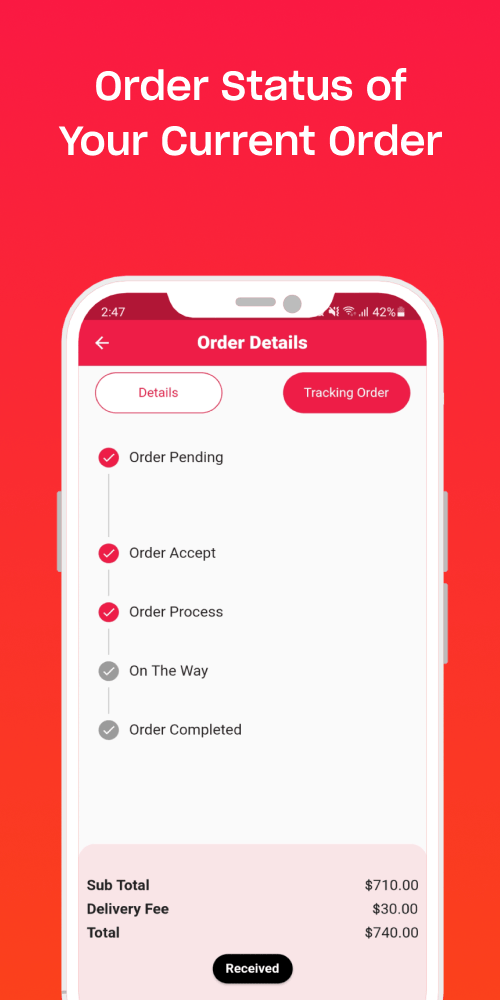 Order Status of
Your Current Order
2:47 42%
Order Details
Details Tracking Order
Order Pending
Order Accept
Order Process
On The Way
Order Completed
Sub Total $710.00
Delivery Fee $30.00
Total $740.00
Received